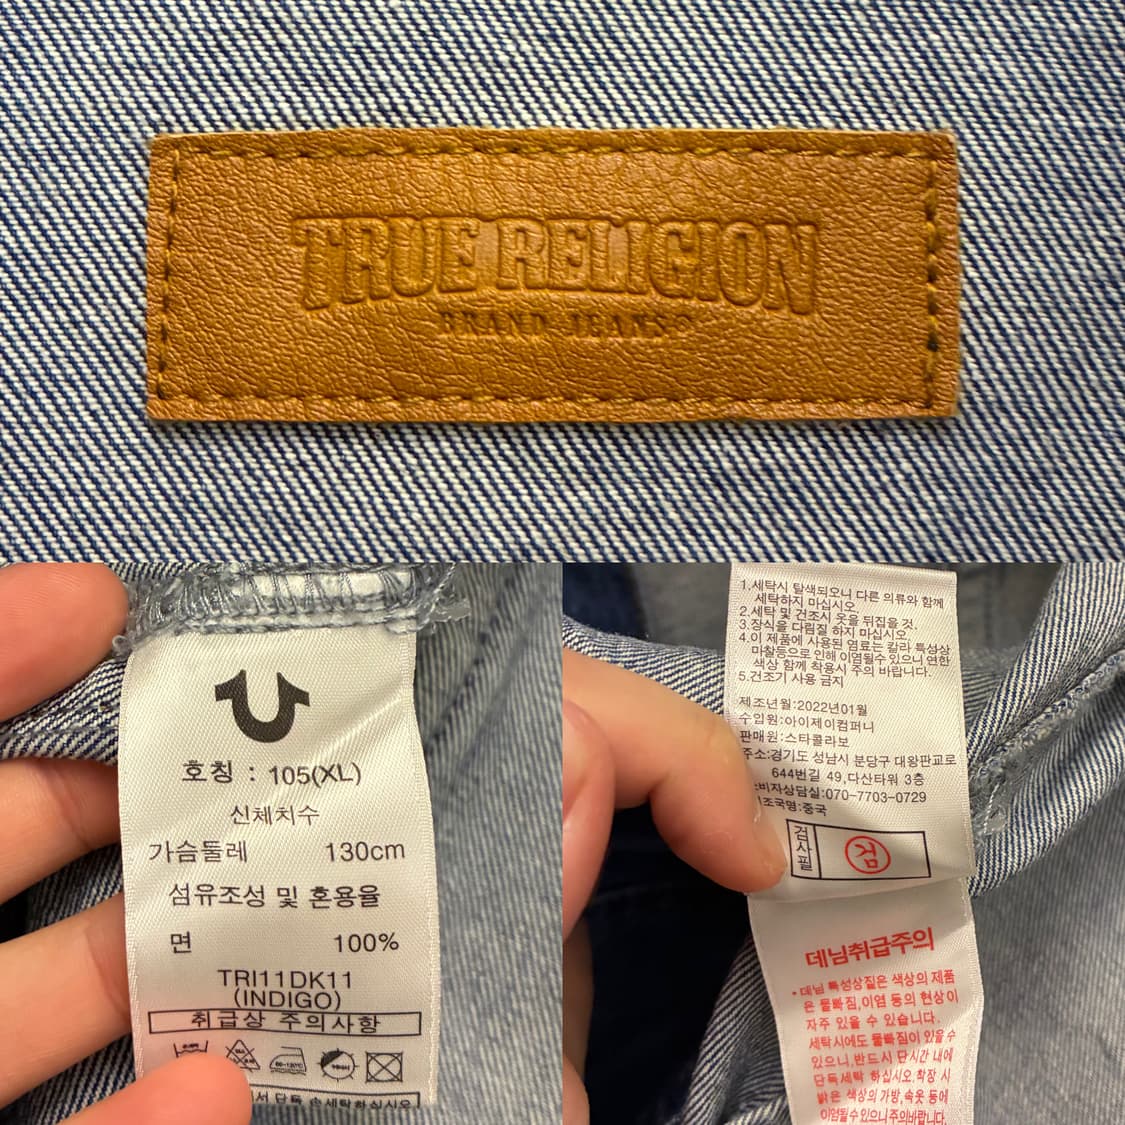 TRUE RELIGION
BRAND JEANS
호칭 : 105(XL)
신체치수
가슴둘레 130cm
섬유조성 및 혼용율
면 100%
TRI11DK11
(INDIGO)
취급상 주의사항
단독 손세탁하십시오
1.세탁시 탈색되오니 다른 의류와 함께
세탁하지 마십시오.
2.세탁 및 건조시 옷을 뒤집을 것.
3.장식을 다림질 하지 마십시오.
4.이 제품에 사용된 염료는 칼라 특성상
마찰등으로 인해 이염될수 있으니 연한
색상 함께 착용시 주의 바랍니다.
5.건조기 사용 금지
제조년월:2022년01월
수입원:아이제이컴퍼니
판매원:스타콜라보
주소:경기도 성남시 분당구 대왕판교로
644번길 49,다산타워 3층
비자상담실:070-7703-0729
조국명:중국
검사필
검
데님취급주의
* 데님 특성상짙은 색상의 제품
은 물빠짐,이염 등의 현상이
자주 있을 수 있습니다.
세탁시에도 물빠짐이 있을수
있으니,반드시 단시간 내에
단독세탁 하십시오.착장 시
밝은 색상의가방,속옷 등에
이염될수있으니주의바랍니다.